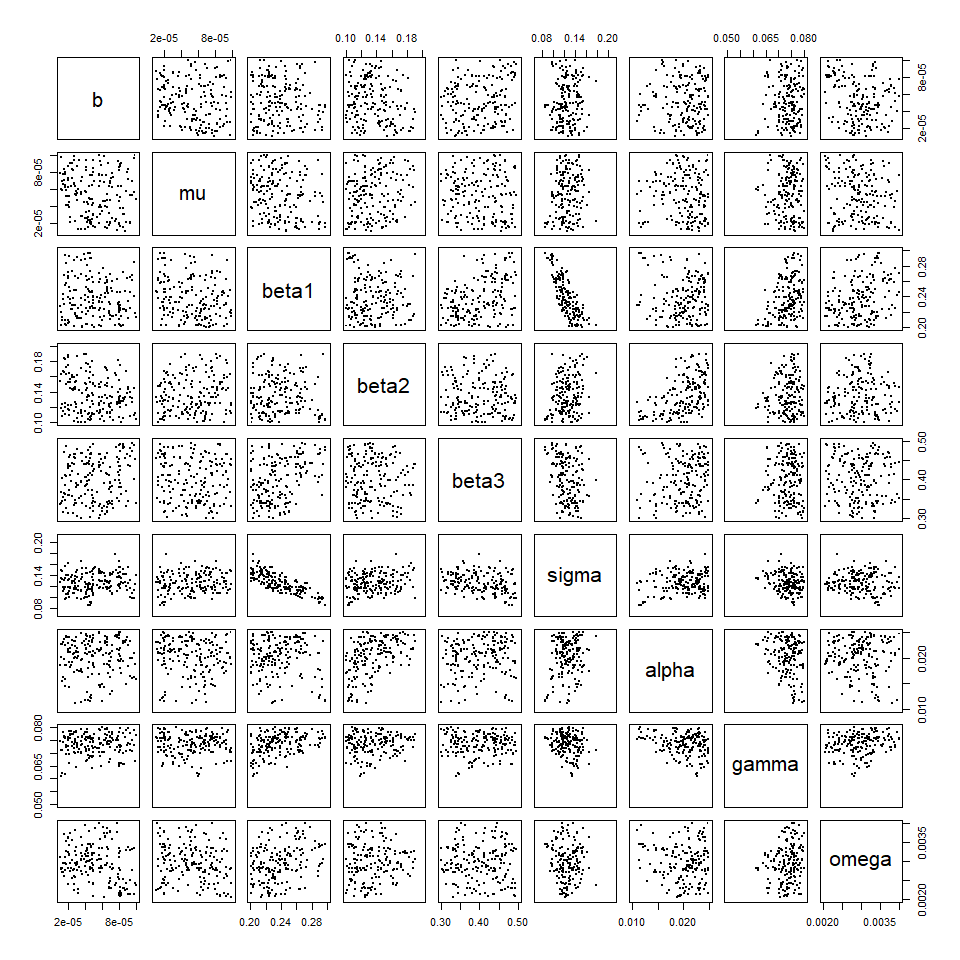 2e-05 8e-05 0.10 0.14 0.18 0.08 0.14 0.20 0.050 0.065 0.080
b 2e-05 8e-05
2e-05 8e-05 mu
beta1 0.20 0.24 0.28
0.10 0.14 0.18 beta2
beta3 0.30 0.40 0.50
0.08 0.14 0.20 sigma
alpha 0.010 0.020
0.050 0.065 0.080 gamma
omega 0.0020 0.0035
2e-05 8e-05 0.20 0.24 0.28 0.30 0.40 0.50 0.010 0.020 0.0020 0.0035